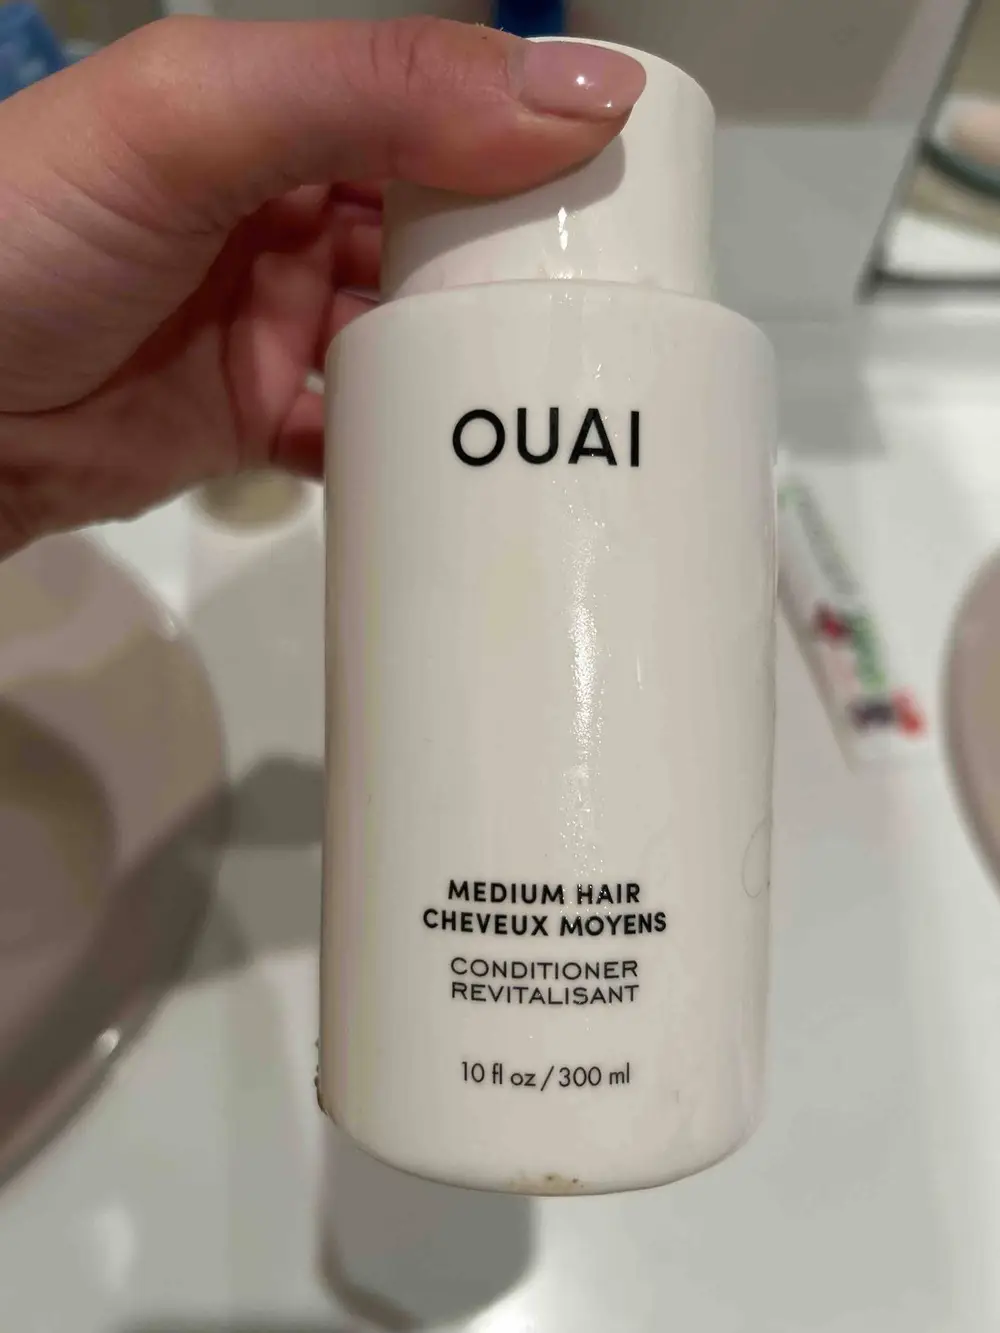 OUAI
MEDIUM HAIR
CHEVEUX MOYENS
CONDITIONER
REVITALISANT
10 fl oz / 300 ml